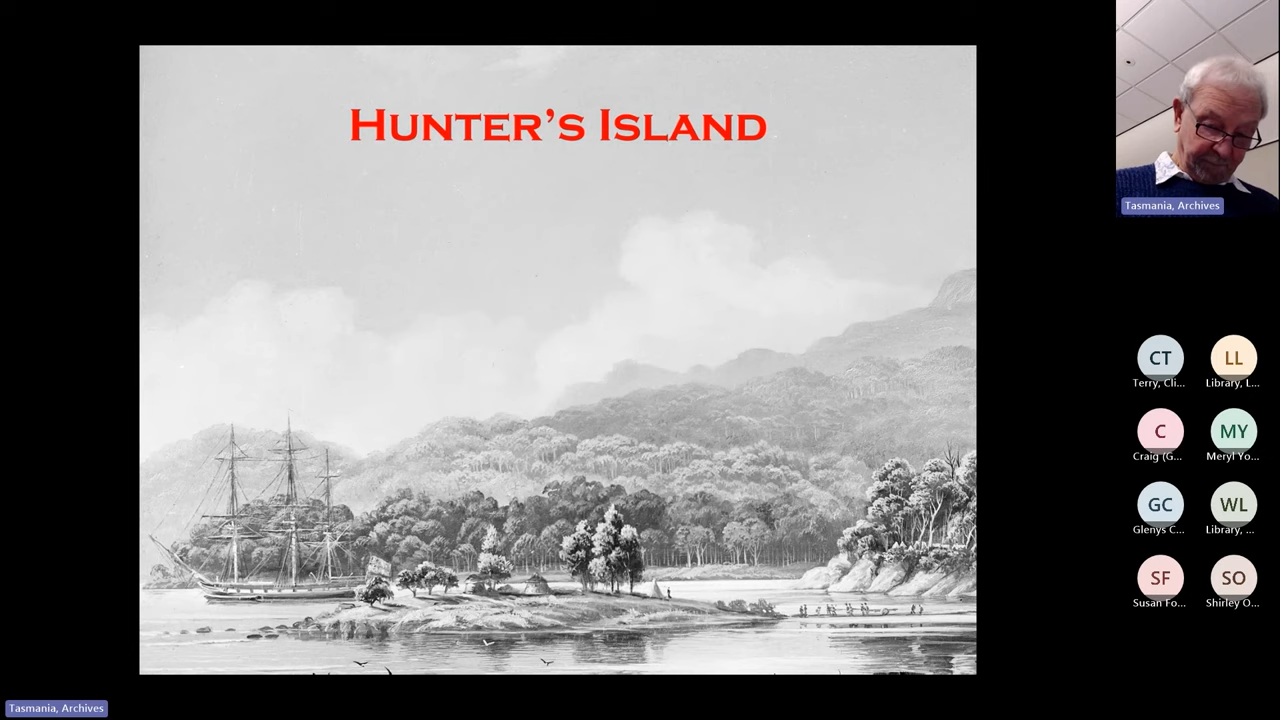 HUNTER'S ISLAND
Tasmania, Archives
CT
LL
Terry, Cli...
Library, L...
C
MY
Craig (G...
Meryl Yo...
GC
WL
Glenys C...
Library, ...
SF
SO
Susan Fo...
Shirley O...
Tasmania, Archives